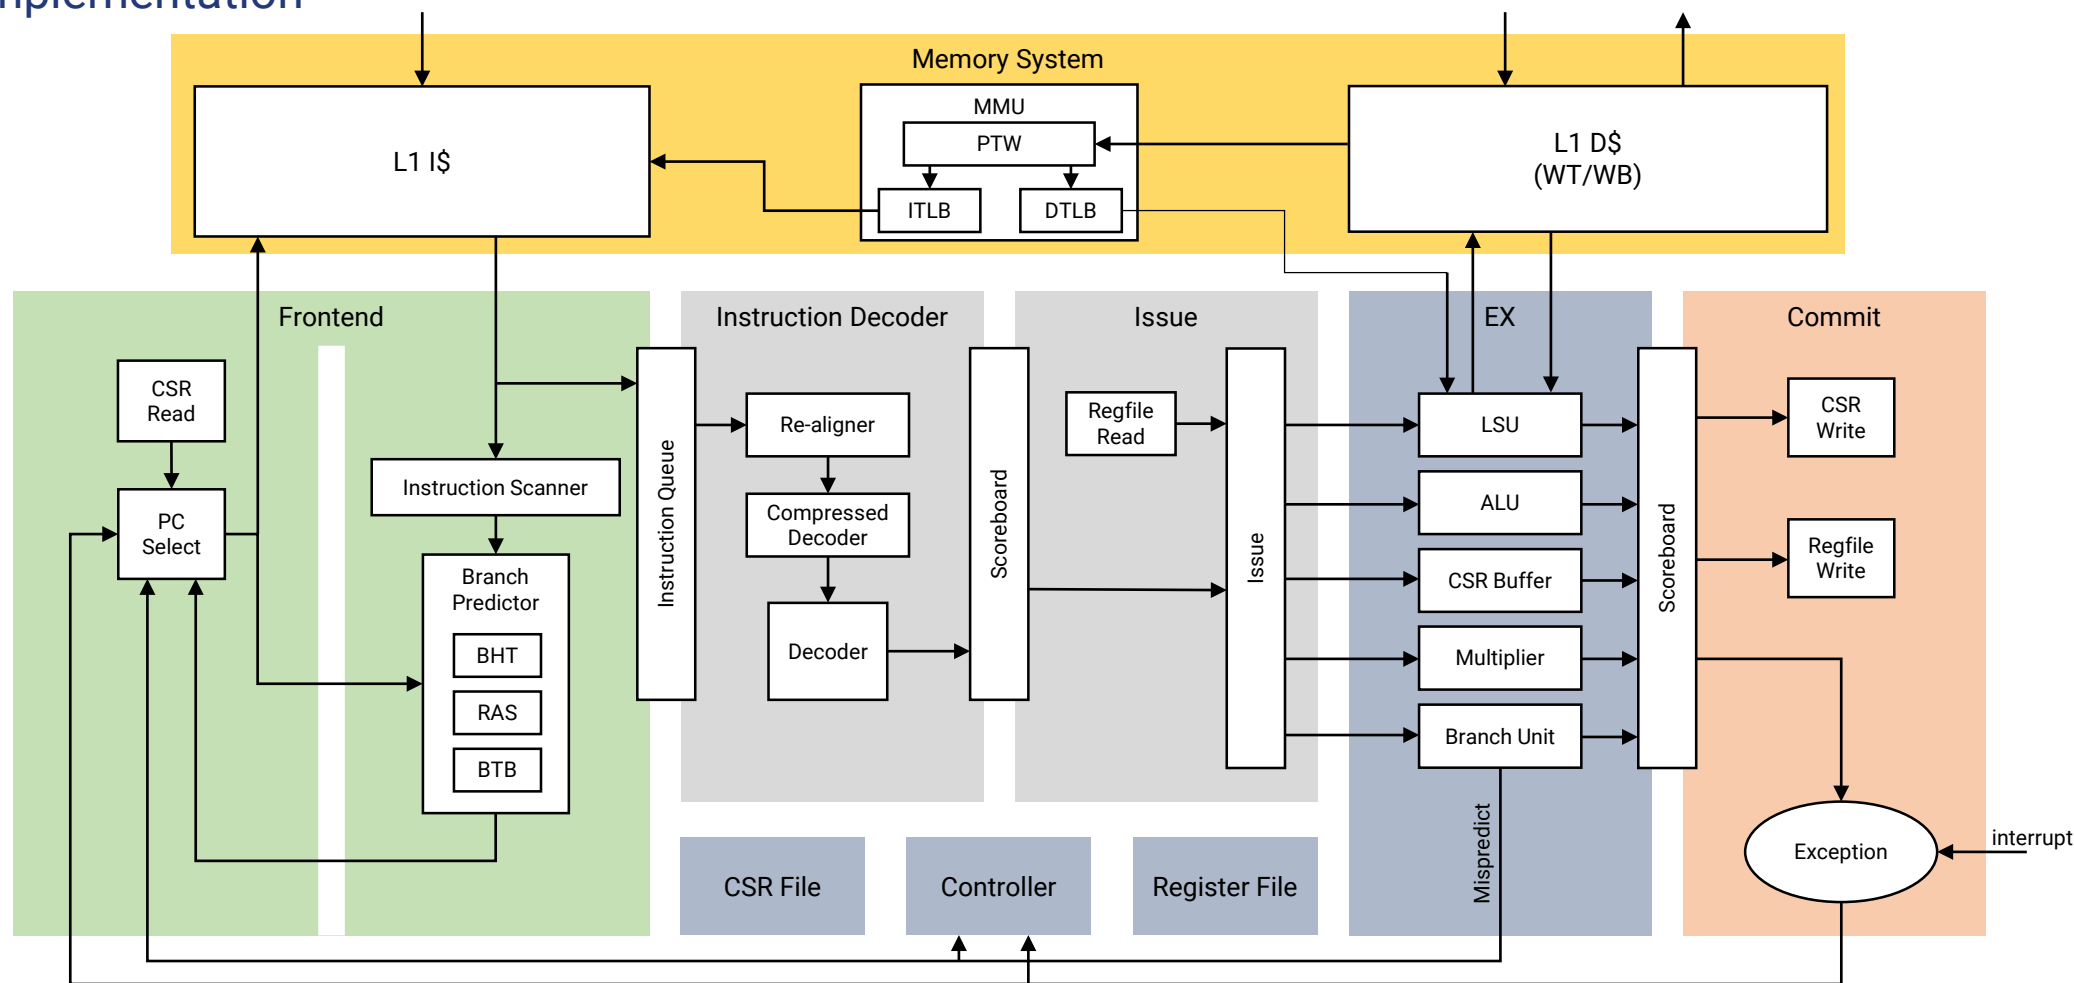 nplementation
Memory System
L1 I$
MMU
PTW
ITLB
DTLB
L1 D$
(WT/WB)
Frontend
CSR
Read
PC
Select
Instruction Scanner
Branch
Predictor
BHT
RAS
BTB
Instruction Queue
Instruction Decoder
Re-aligner
Compressed
Decoder
Decoder
Scoreboard
Issue
Regfile
Read
Issue
EX
LSU
ALU
CSR Buffer
Multiplier
Branch Unit
Mispredict
Scoreboard
Commit
CSR
Write
Regfile
Write
Exception
interrupt
CSR File
Controller
Register File